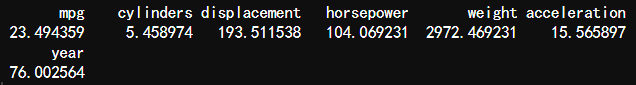 mpg cylinders displacement horsepower weight acceleration
23.494359 5.458974 193.511538 104.069231 2972.469231 15.565897
year
76.002564